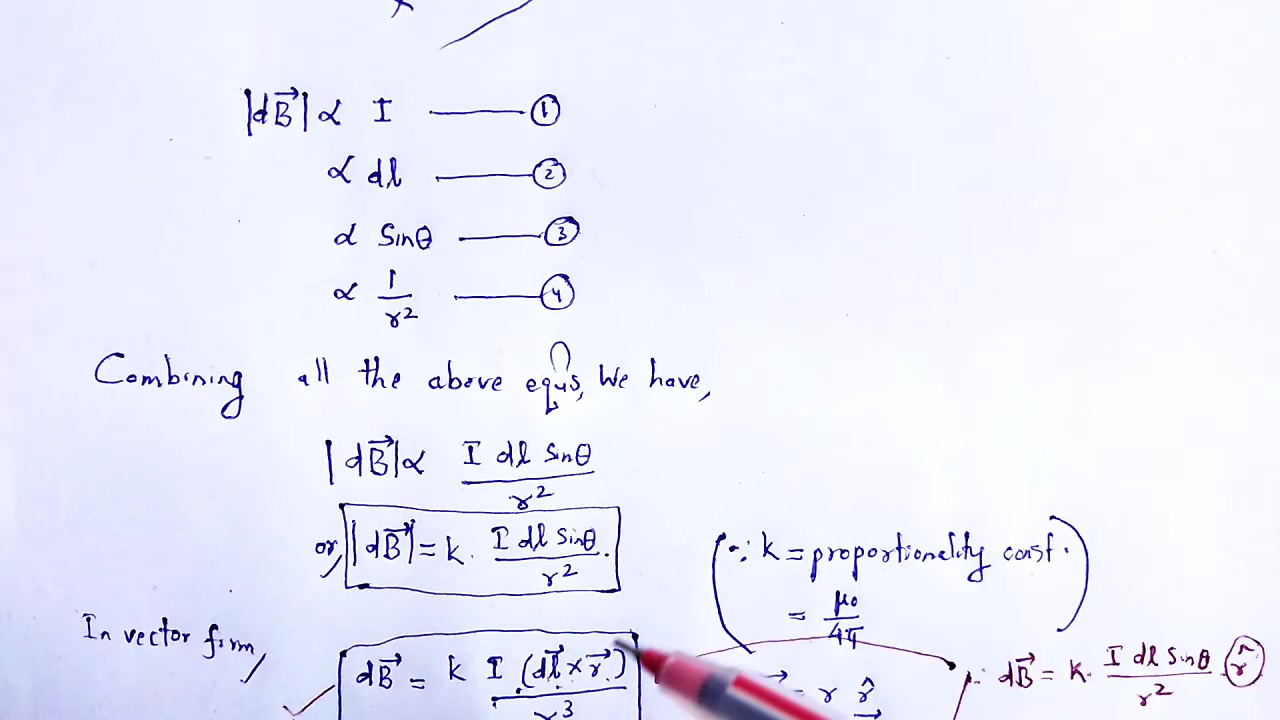 |dB⃗| ∝ I ——— ①
∝ dl ——— ②
∝ Sinθ ——— ③
∝ 1/r² ——— ④
Combining all the above equⁿs, We have,
|dB⃗| ∝ I dl Sinθ / r²
or, |dB⃗| = k. I dl Sinθ / r².
(∵ k = proportionality const.
= μ₀/4π)
In vector form,
dB⃗ = k I (dl⃗ × r⃗) / r³
= r r̂
∵ dB⃗ = k. I dl Sinθ / r² . r̂